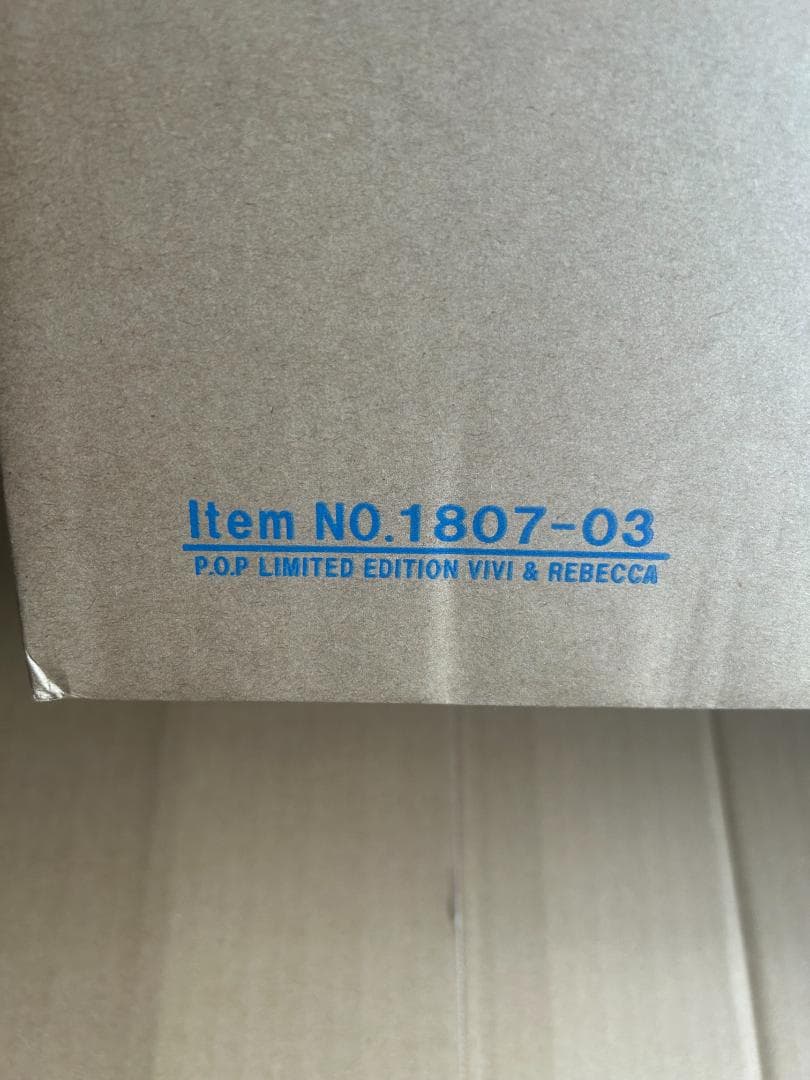 Item NO.1807-03
P.O.P LIMITED EDITION VIVI & REBECCA